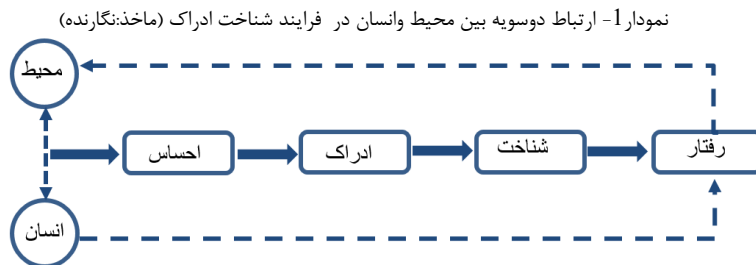 نمودار1- ارتباط دوسویه بین محیط وانسان در فرایند شناخت ادراک (ماخذ:نگارنده)
محیط
احساس
ادراک
شناخت
رفتار
انسان